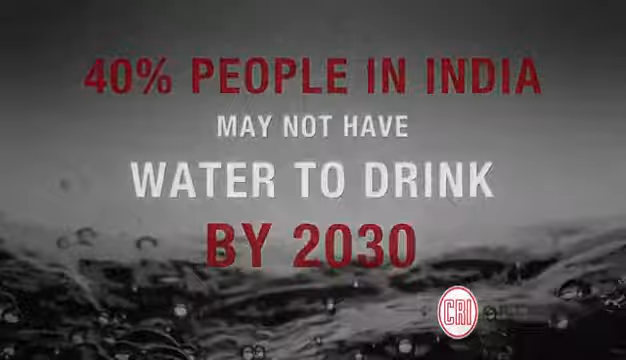 40% PEOPLE IN INDIA
MAY NOT HAVE
WATER TO DRINK
BY 2030
CRI